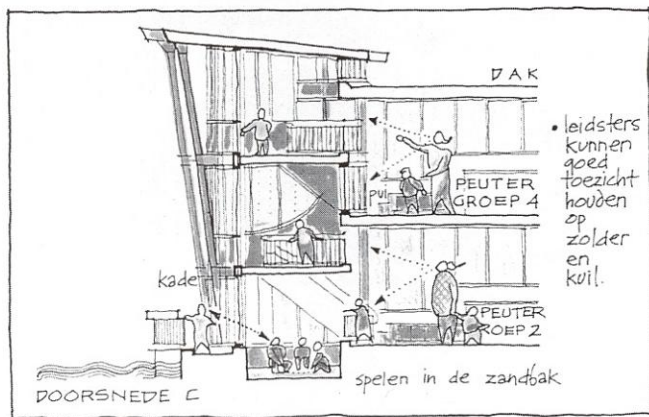 DAK
• leidsters
kunnen
goed
toezicht
houden
op
zolder
en
kuil.
pui
PEUTER
GROEP 4
kade
PEUTER
GROEP 2
spelen in de zandbak
DOORSNEDE C